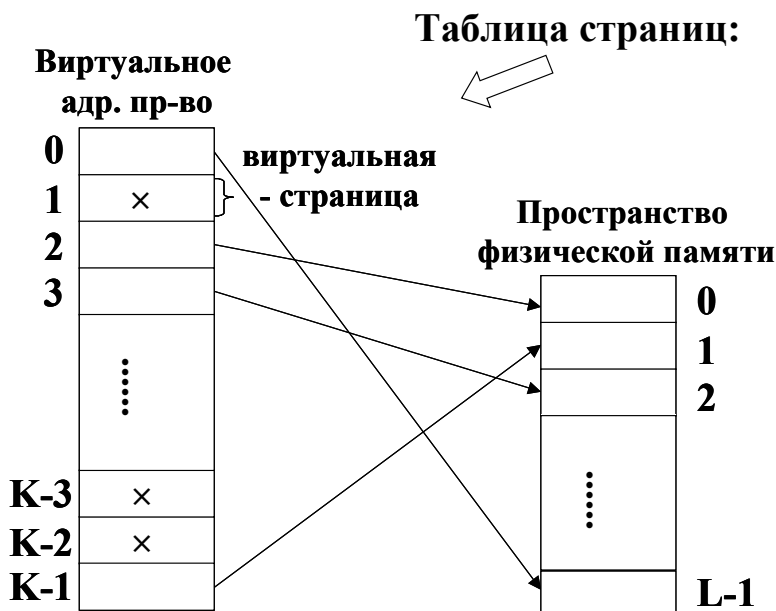 Таблица страниц:
Виртуальное
адр. пр-во
0
1 ×
2
3
виртуальная
- страница
K-3 ×
K-2 ×
K-1
Пространство
физической памяти
0
1
2
L-1